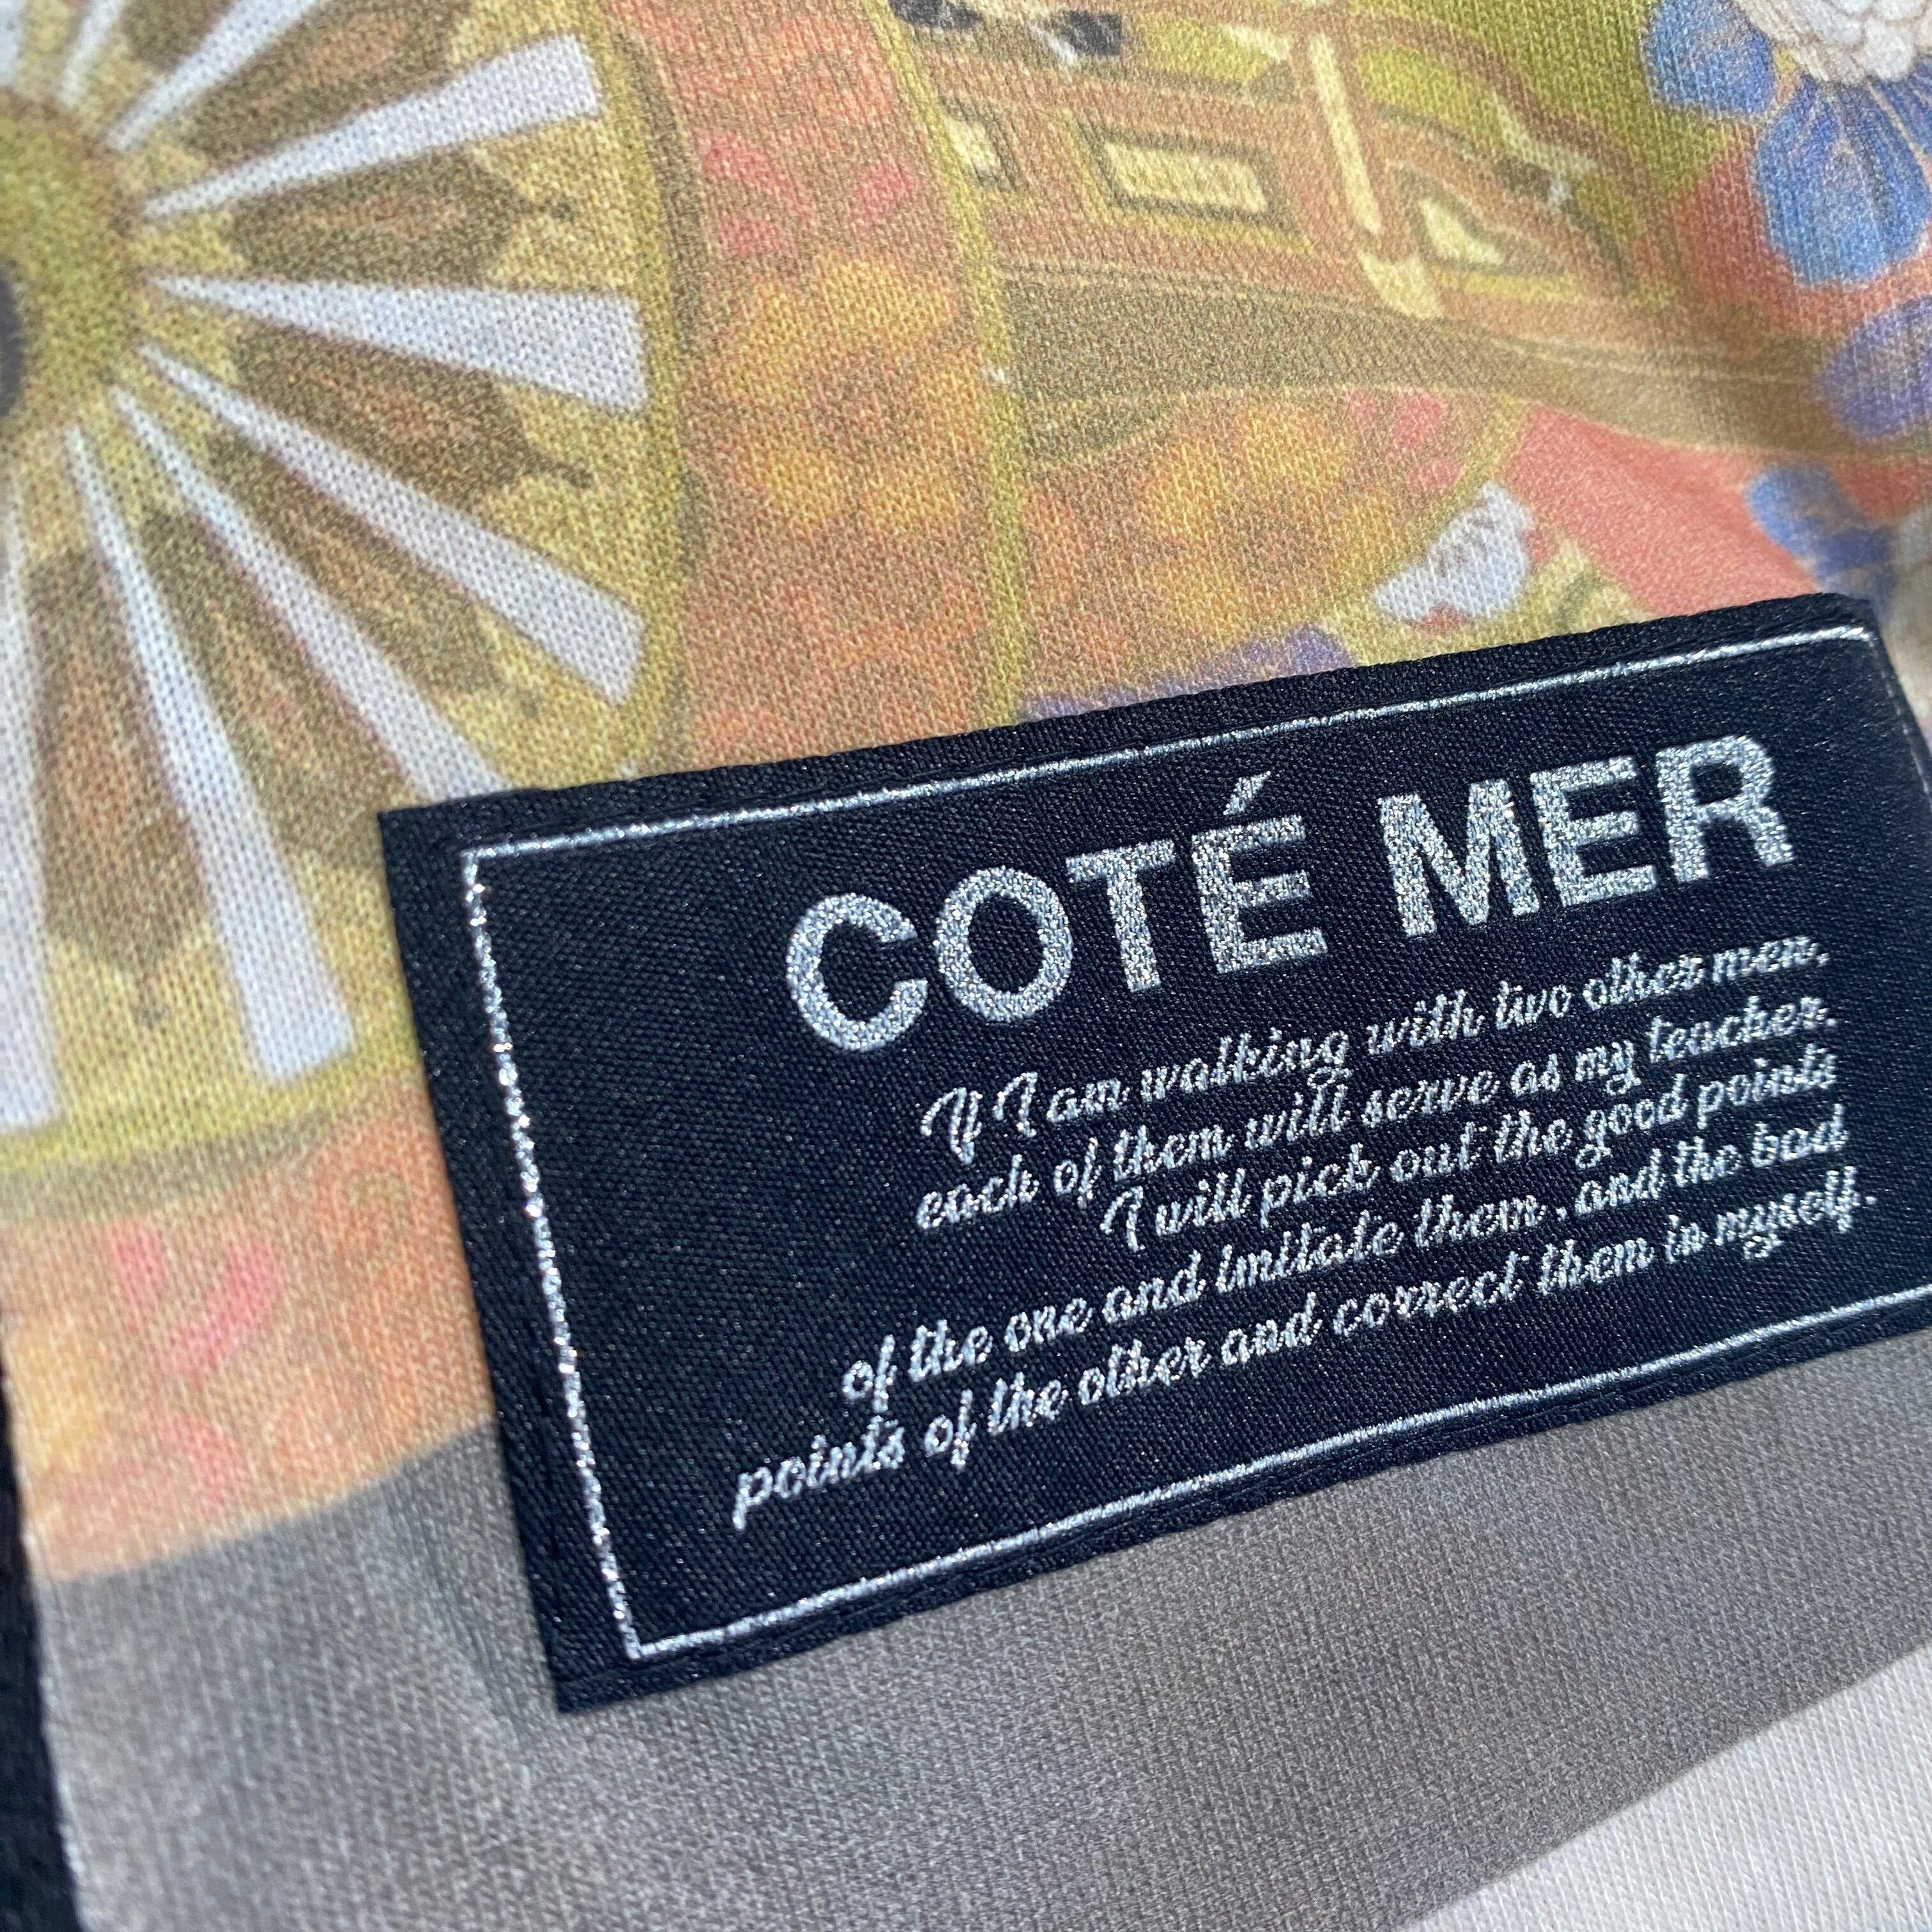 COTÉ MER
If I am walking with two other men,
each of them will serve as my teacher.
I will pick out the good points
of the one and imitate them, and the bad
points of the other and correct them in myself.